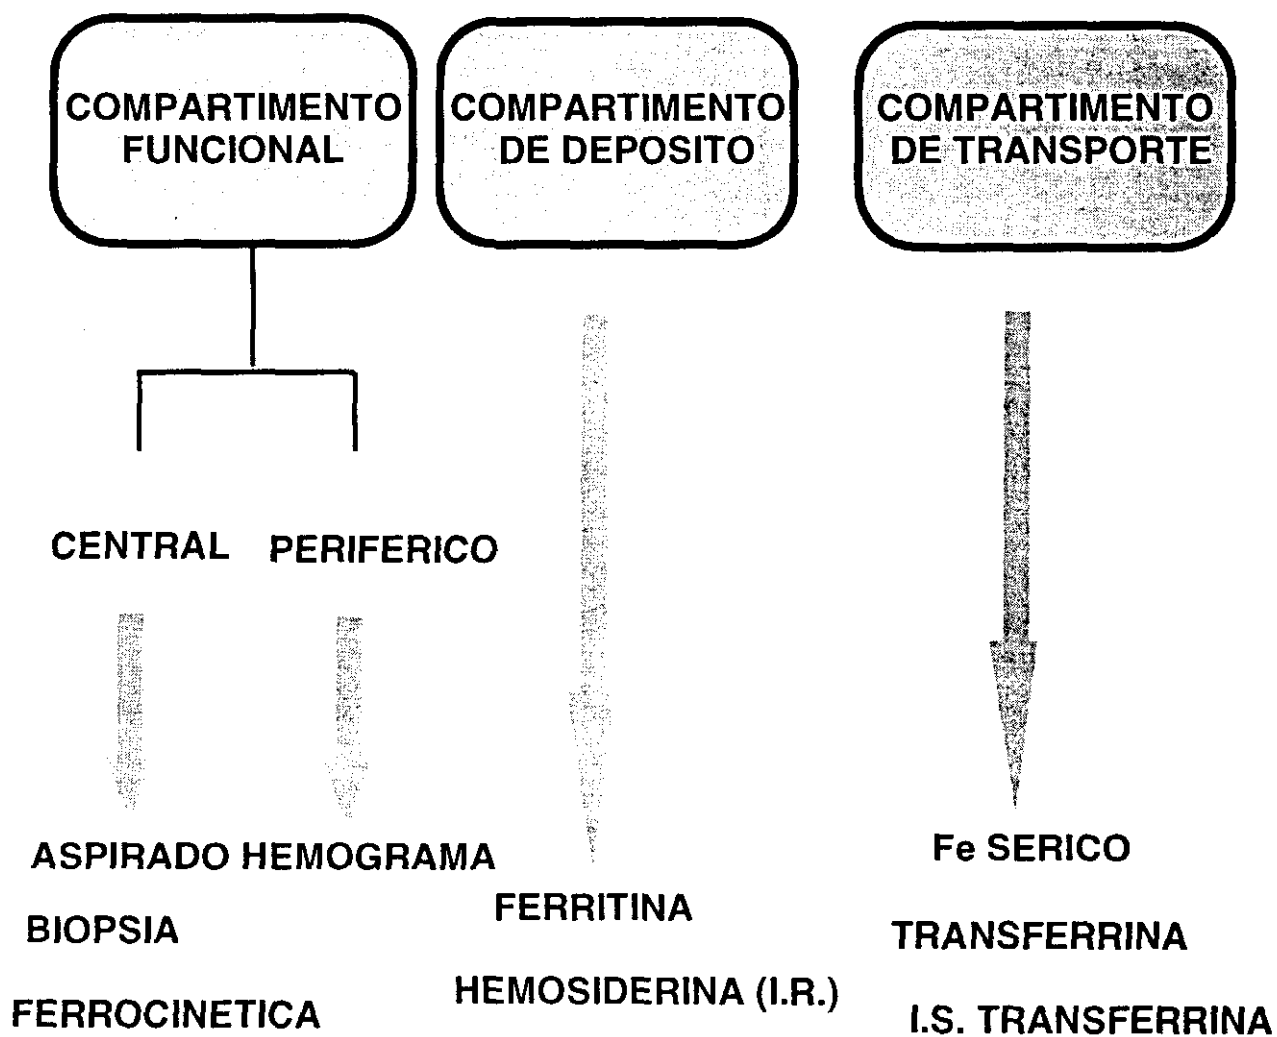 COMPARTIMENTO
FUNCIONAL
COMPARTIMENTO
DE DEPOSITO
COMPARTIMENTO
DE TRANSPORTE
CENTRAL
PERIFERICO
ASPIRADO
BIOPSIA
FERROCINETICA
HEMOGRAMA
FERRITINA
HEMOSIDERINA (I.R.)
Fe SERICO
TRANSFERRINA
I.S. TRANSFERRINA